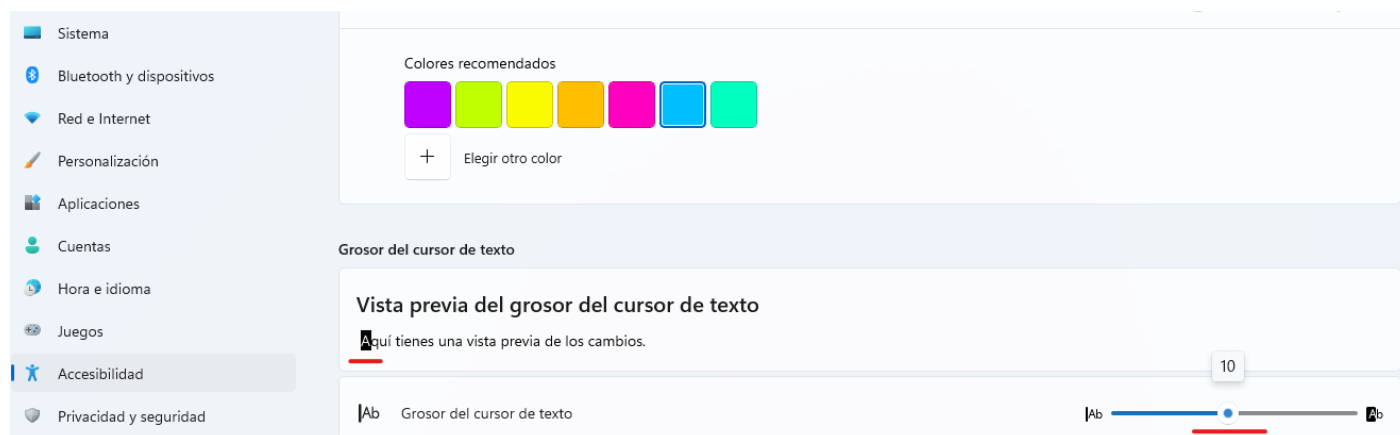 Sistema
Bluetooth y dispositivos
Red e Internet
Personalización
Aplicaciones
Cuentas
Hora e idioma
Juegos
Accesibilidad
Privacidad y seguridad
Colores recomendados
+ Elegir otro color
Grosor del cursor de texto
Vista previa del grosor del cursor de texto
Aquí tienes una vista previa de los cambios.
10
Ab Grosor del cursor de texto Ab Ab